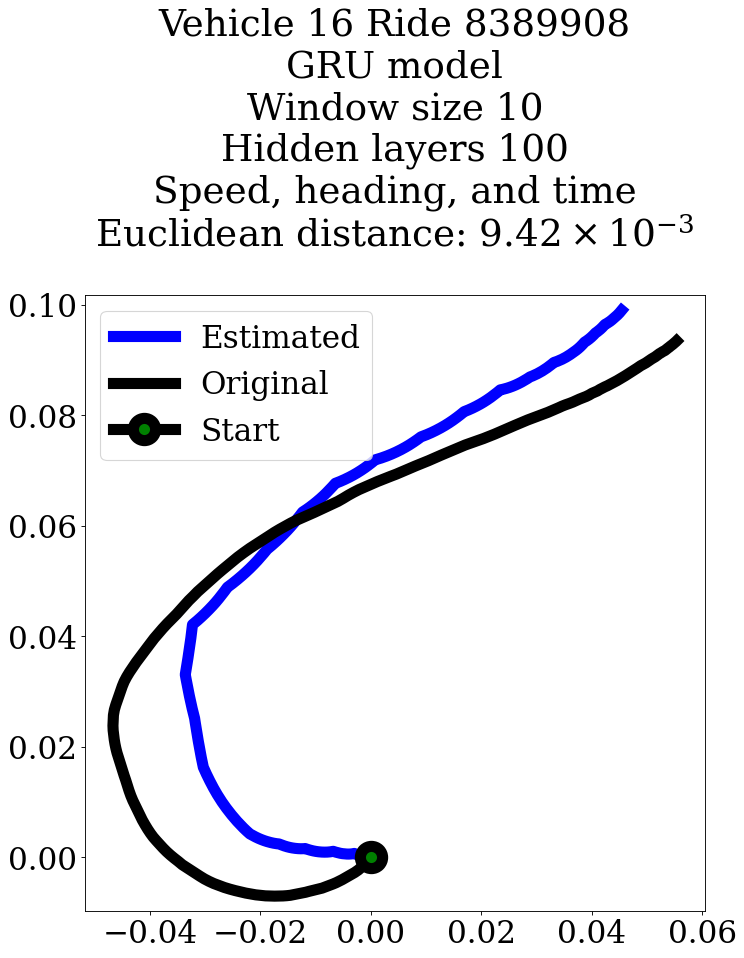 Vehicle 16 Ride 8389908
GRU model
Window size 10
Hidden layers 100
Speed, heading, and time
Euclidean distance: 9.42 × 10⁻³
Estimated
Original
Start
0.10
0.08
0.06
0.04
0.02
0.00
−0.04 −0.02 0.00 0.02 0.04 0.06